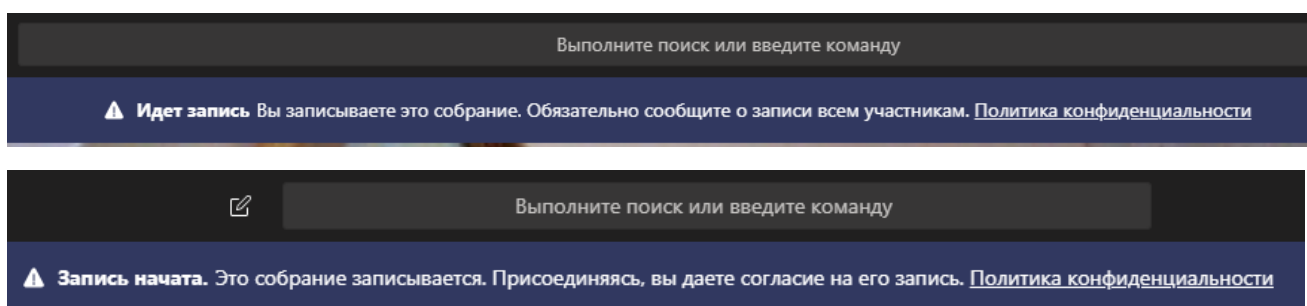 Выполните поиск или введите команду
Идет запись Вы записываете это собрание. Обязательно сообщите о записи всем участникам. Политика конфиденциальности
Выполните поиск или введите команду
Запись начата. Это собрание записывается. Присоединяясь, вы даете согласие на его запись. Политика конфиденциальности